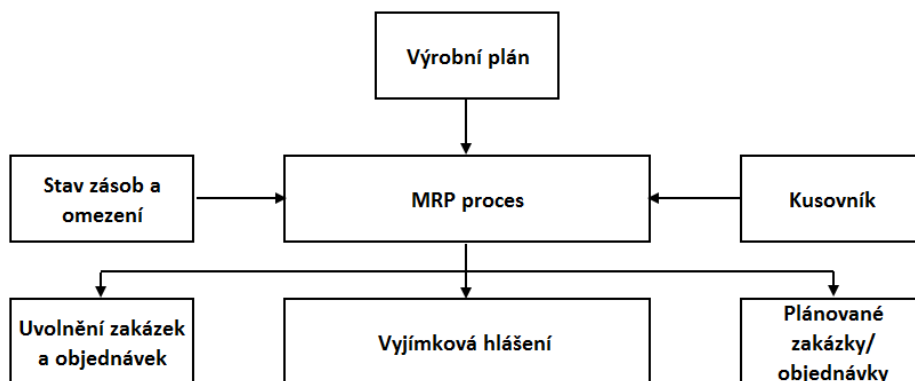 Výrobní plán
Stav zásob a
omezení
MRP proces
Kusovník
Uvolnění zakázek
a objednávek
Vyjímková hlášení
Plánované
zakázky/
objednávky